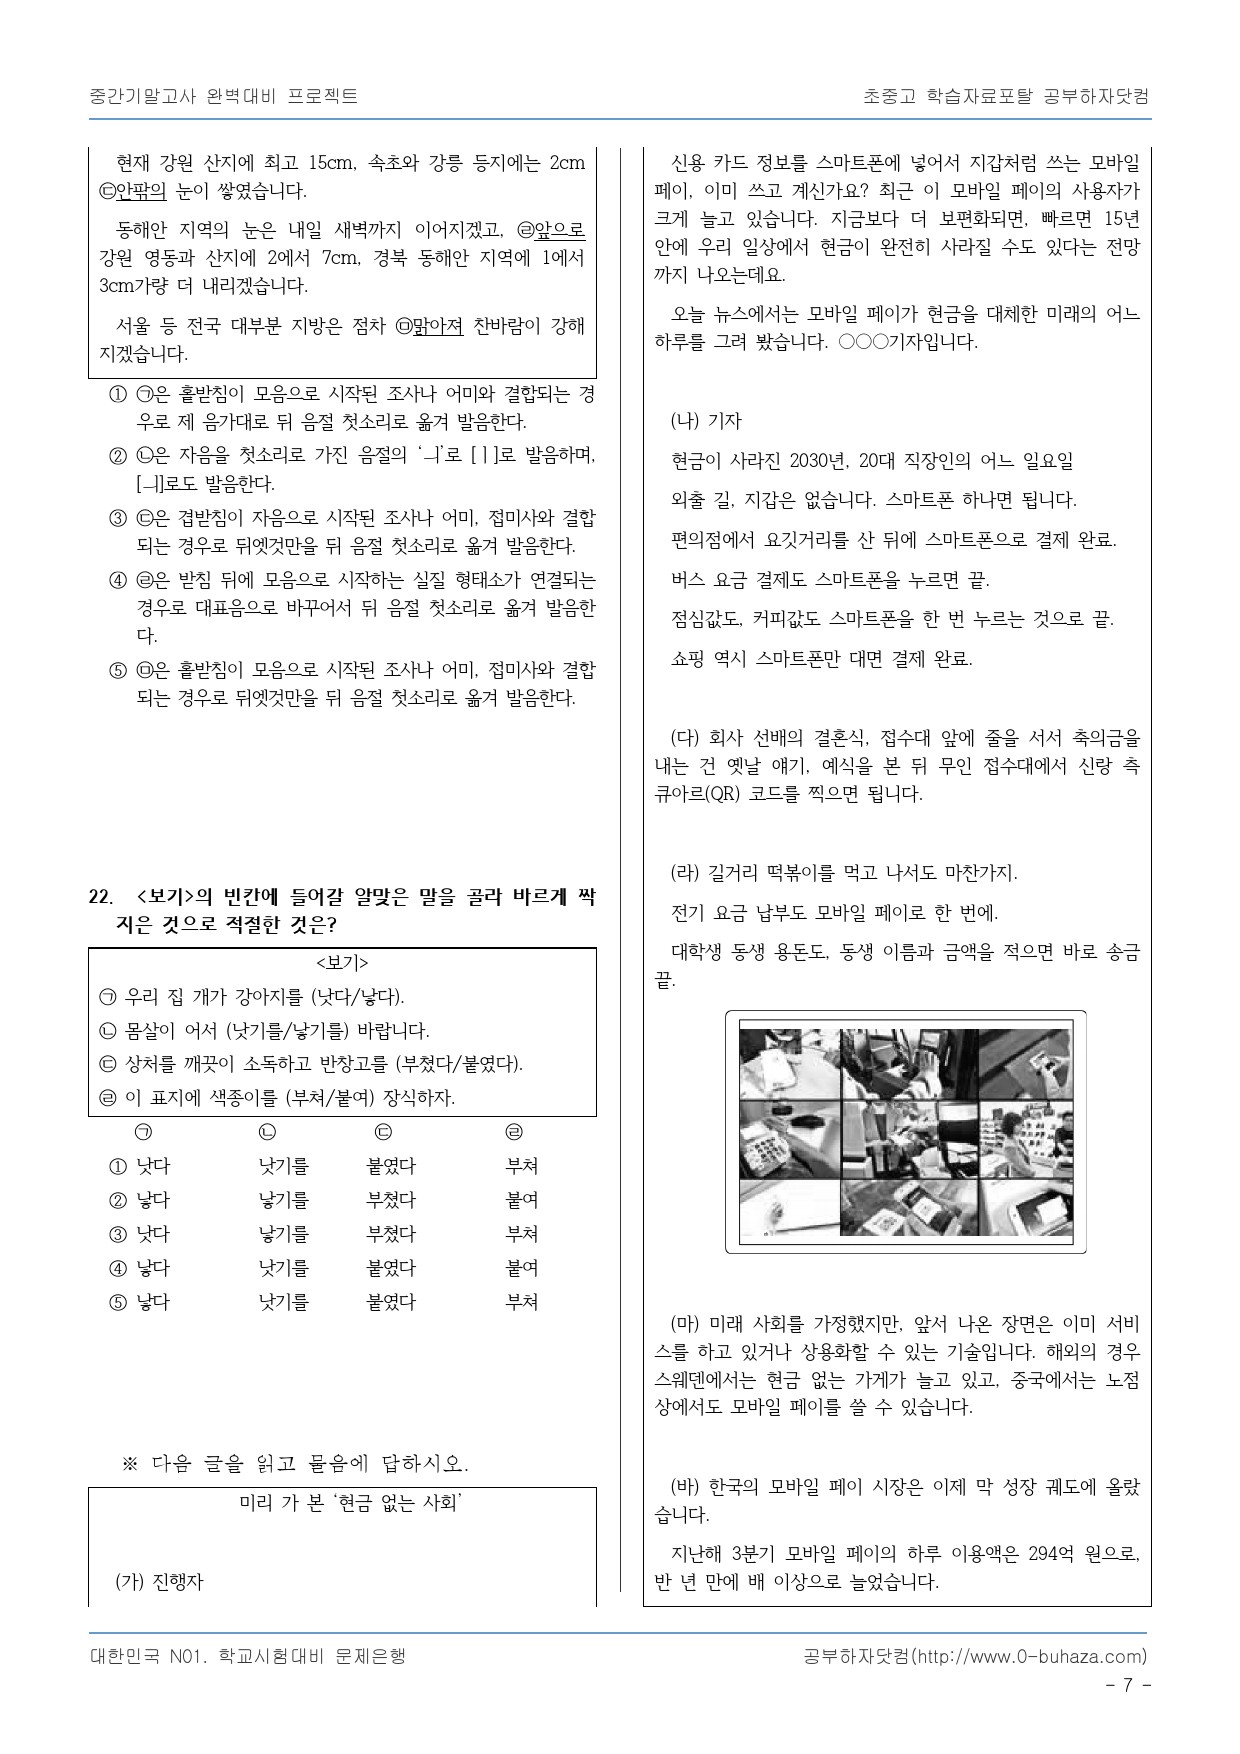 중간기말고사 완벽대비 프로젝트
초중고 학습자료포탈 공부하자닷컴
현재 강원 산지에 최고 15cm, 속초와 강릉 등지에는 2cm
㉢안팎의 눈이 쌓였습니다.
동해안 지역의 눈은 내일 새벽까지 이어지겠고, ㉣앞으로
강원 영동과 산지에 2에서 7cm, 경북 동해안 지역에 1에서
3cm가량 더 내리겠습니다.
서울 등 전국 대부분 지방은 점차 ㉤맑아져 찬바람이 강해
지겠습니다.
① ㉠은 홑받침이 모음으로 시작된 조사나 어미와 결합되는 경
우로 제 음가대로 뒤 음절 첫소리로 옮겨 발음한다.
② ㉡은 자음을 첫소리로 가진 음절의 ‘ㅢ’로 [ㅣ]로 발음하며,
[ㅢ]로도 발음한다.
③ ㉢은 겹받침이 자음으로 시작된 조사나 어미, 접미사와 결합
되는 경우로 뒤엣것만을 뒤 음절 첫소리로 옮겨 발음한다.
④ ㉣은 받침 뒤에 모음으로 시작하는 실질 형태소가 연결되는
경우로 대표음으로 바꾸어서 뒤 음절 첫소리로 옮겨 발음한
다.
⑤ ㉤은 홑받침이 모음으로 시작된 조사나 어미, 접미사와 결합
되는 경우로 뒤엣것만을 뒤 음절 첫소리로 옮겨 발음한다.
22. <보기>의 빈칸에 들어갈 알맞은 말을 골라 바르게 짝
지은 것으로 적절한 것은?
<보기>
㉠ 우리 집 개가 강아지를 (낫다/낳다).
㉡ 몸살이 어서 (낫기를/낳기를) 바랍니다.
㉢ 상처를 깨끗이 소독하고 반창고를 (부쳤다/붙였다).
㉣ 이 표지에 색종이를 (부쳐/붙여) 장식하자.
㉠ ㉡ ㉢ ㉣
① 낫다 낫기를 붙였다 부쳐
② 낳다 낳기를 부쳤다 붙여
③ 낫다 낳기를 부쳤다 부쳐
④ 낳다 낫기를 붙였다 붙여
⑤ 낳다 낫기를 붙였다 부쳐
※ 다음 글을 읽고 물음에 답하시오.
미리 가 본 ‘현금 없는 사회’
(가) 진행자
신용 카드 정보를 스마트폰에 넣어서 지갑처럼 쓰는 모바일
페이, 이미 쓰고 계신가요? 최근 이 모바일 페이의 사용자가
크게 늘고 있습니다. 지금보다 더 보편화되면, 빠르면 15년
안에 우리 일상에서 현금이 완전히 사라질 수도 있다는 전망
까지 나오는데요.
오늘 뉴스에서는 모바일 페이가 현금을 대체한 미래의 어느
하루를 그려 봤습니다. ○○○기자입니다.
(나) 기자
현금이 사라진 2030년, 20대 직장인의 어느 일요일
외출 길, 지갑은 없습니다. 스마트폰 하나면 됩니다.
편의점에서 요깃거리를 산 뒤에 스마트폰으로 결제 완료.
버스 요금 결제도 스마트폰을 누르면 끝.
점심값도, 커피값도 스마트폰을 한 번 누르는 것으로 끝.
쇼핑 역시 스마트폰만 대면 결제 완료.
(다) 회사 선배의 결혼식, 접수대 앞에 줄을 서서 축의금을
내는 건 옛날 얘기, 예식을 본 뒤 무인 접수대에서 신랑 측
큐아르(QR) 코드를 찍으면 됩니다.
(라) 길거리 떡볶이를 먹고 나서도 마찬가지.
전기 요금 납부도 모바일 페이로 한 번에.
대학생 동생 용돈도, 동생 이름과 금액을 적으면 바로 송금
끝.
(마) 미래 사회를 가정했지만, 앞서 나온 장면은 이미 서비
스를 하고 있거나 상용화할 수 있는 기술입니다. 해외의 경우
스웨덴에서는 현금 없는 가게가 늘고 있고, 중국에서는 노점
상에서도 모바일 페이를 쓸 수 있습니다.
(바) 한국의 모바일 페이 시장은 이제 막 성장 궤도에 올랐
습니다.
지난해 3분기 모바일 페이의 하루 이용액은 294억 원으로,
반 년 만에 배 이상으로 늘었습니다.
대한민국 N01. 학교시험대비 문제은행
공부하자닷컴(http://www.0-buhaza.com)
- 7 -